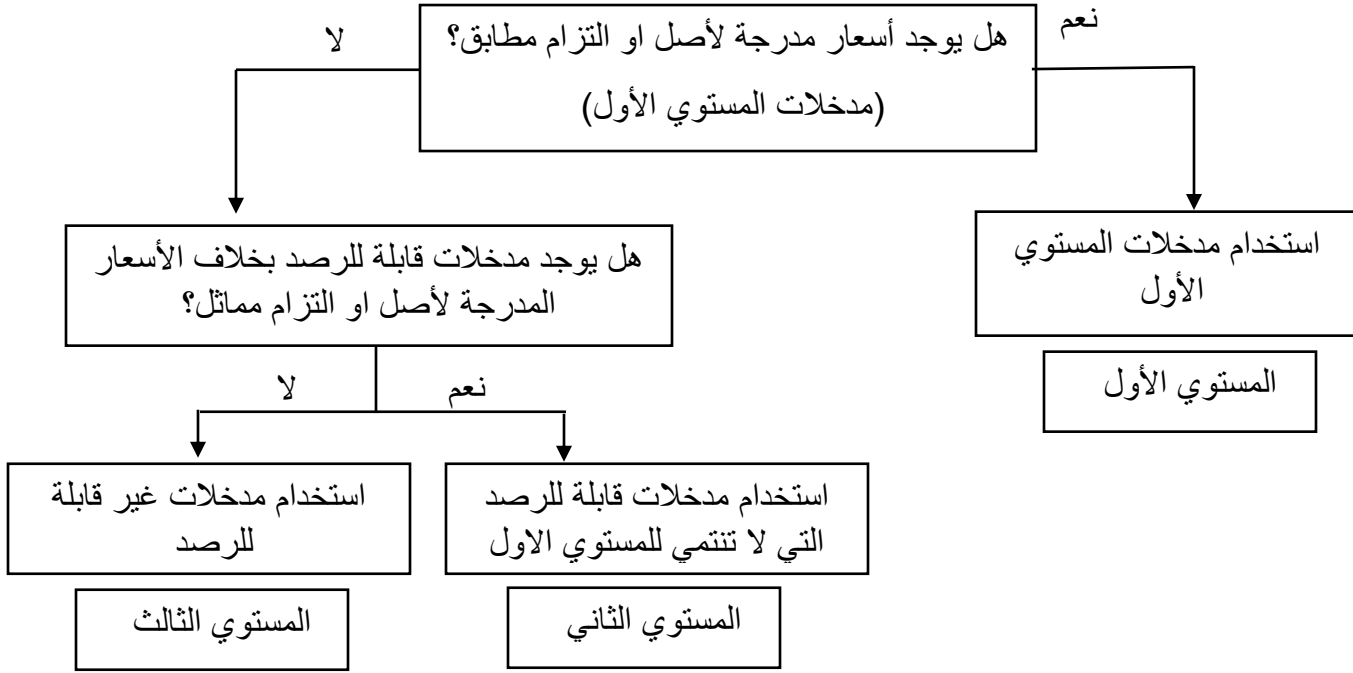 نعم
هل يوجد أسعار مدرجة لأصل او التزام مطابق؟
(مدخلات المستوي الأول)
لا
استخدام مدخلات المستوي
الأول
المستوي الأول
هل يوجد مدخلات قابلة للرصد بخلاف الأسعار
المدرجة لأصل او التزام مماثل؟
نعم
لا
استخدام مدخلات قابلة للرصد
التي لا تنتمي للمستوي الاول
المستوي الثاني
استخدام مدخلات غير قابلة
للرصد
المستوي الثالث